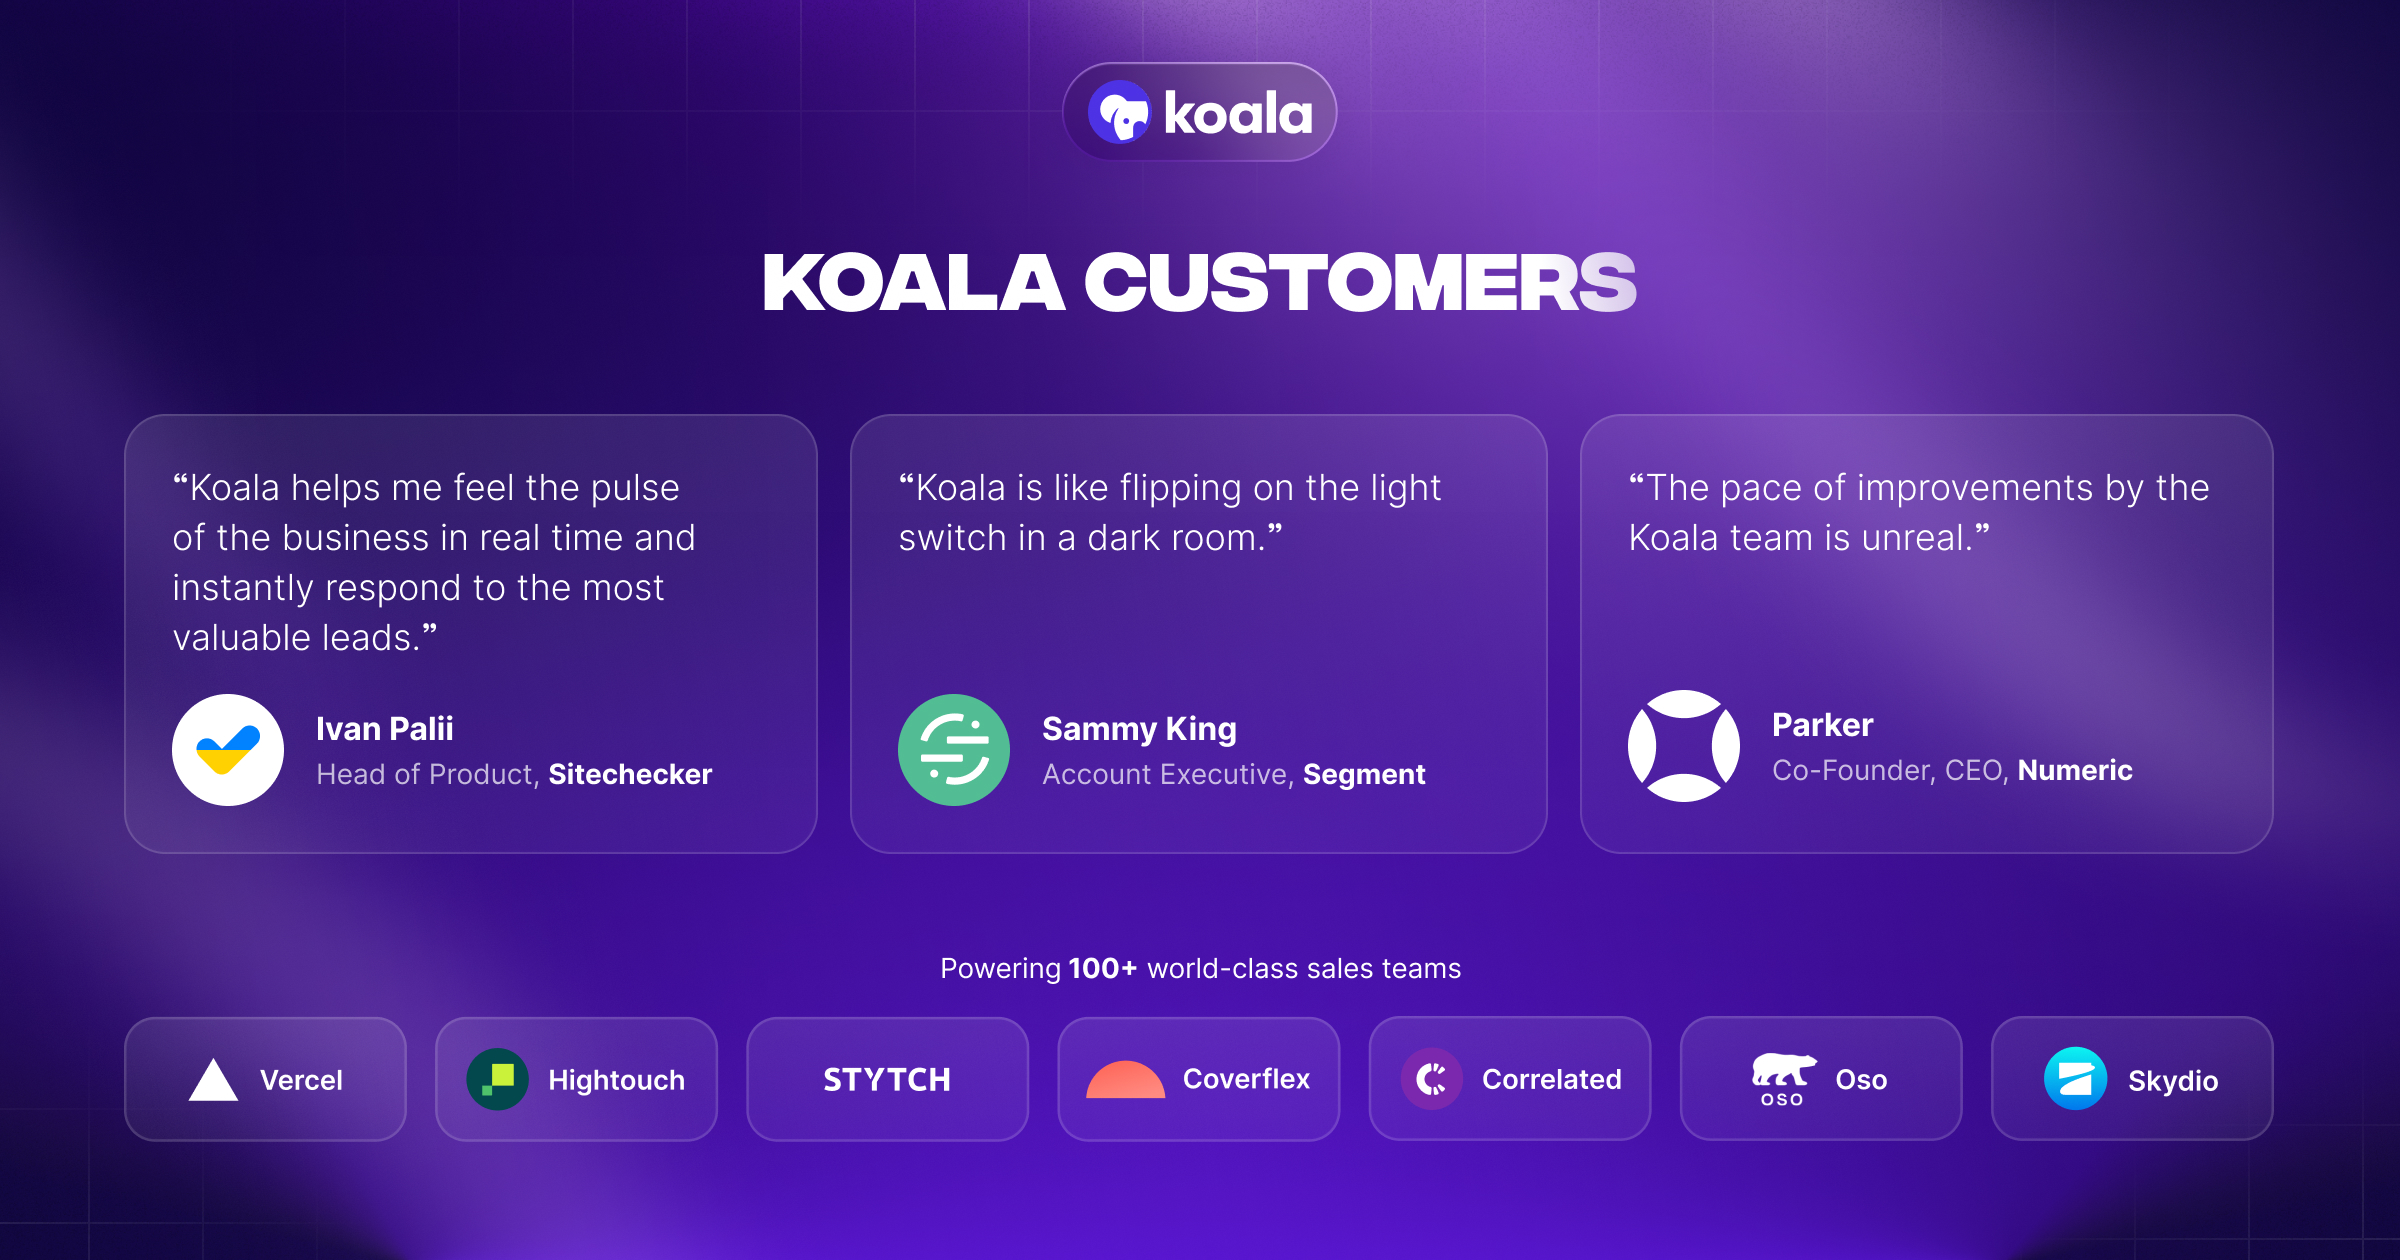 koala
KOALA CUSTOMERS
“Koala helps me feel the pulse
of the business in real time and
instantly respond to the most
valuable leads.”
Ivan Palii
Head of Product, Sitechecker
“Koala is like flipping on the light
switch in a dark room.”
Sammy King
Account Executive, Segment
“The pace of improvements by the
Koala team is unreal.”
Parker
Co-Founder, CEO, Numeric
Powering 100+ world-class sales teams
Vercel
Hightouch
STYTCH
Coverflex
Correlated
OSO
Oso
Skydio